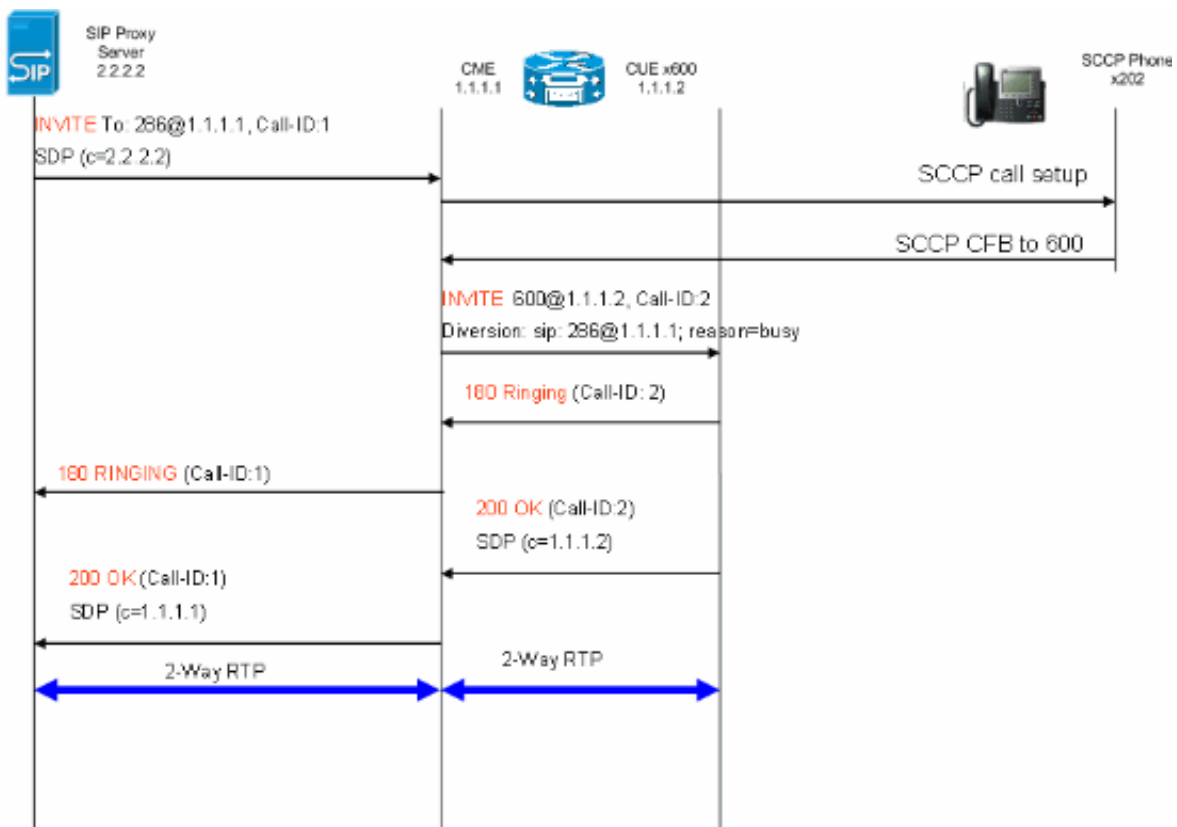 SIP Proxy
Server
2.2.2.2
SIP
CME
1.1.1.1
CUE x600
1.1.1.2
SCCP Phone
x202
INVITE To: 286@1.1.1.1, Call-ID:1
SDP (c=2.2.2.2)
SCCP call setup
SCCP CFB to 600
INVITE 600@1.1.1.2, Call-ID:2
Diversion: sip: 286@1.1.1.1; reason=busy
180 Ringing (Call-ID: 2)
180 RINGING (Call-ID:1)
200 OK (Call-ID:2)
SDP (c=1.1.1.2)
200 OK (Call-ID:1)
SDP (c=1.1.1.1)
2-Way RTP
2-Way RTP